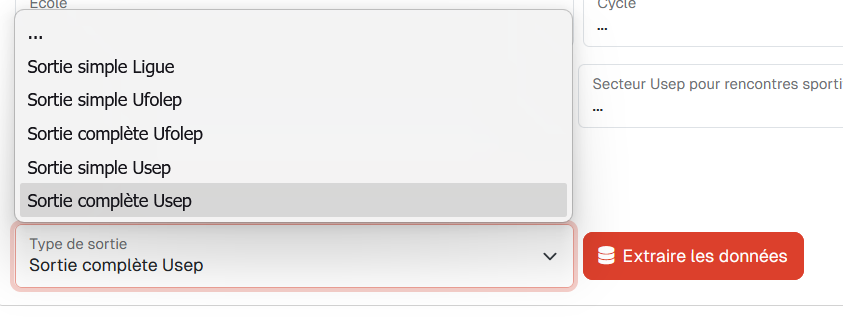 Ecole
Cycle
...
...
Sortie simple Ligue
Sortie simple Ufolep
Sortie complète Ufolep
Sortie simple Usep
Sortie complète Usep
Secteur Usep pour rencontres sporti
...
Type de sortie
Sortie complète Usep
Extraire les données